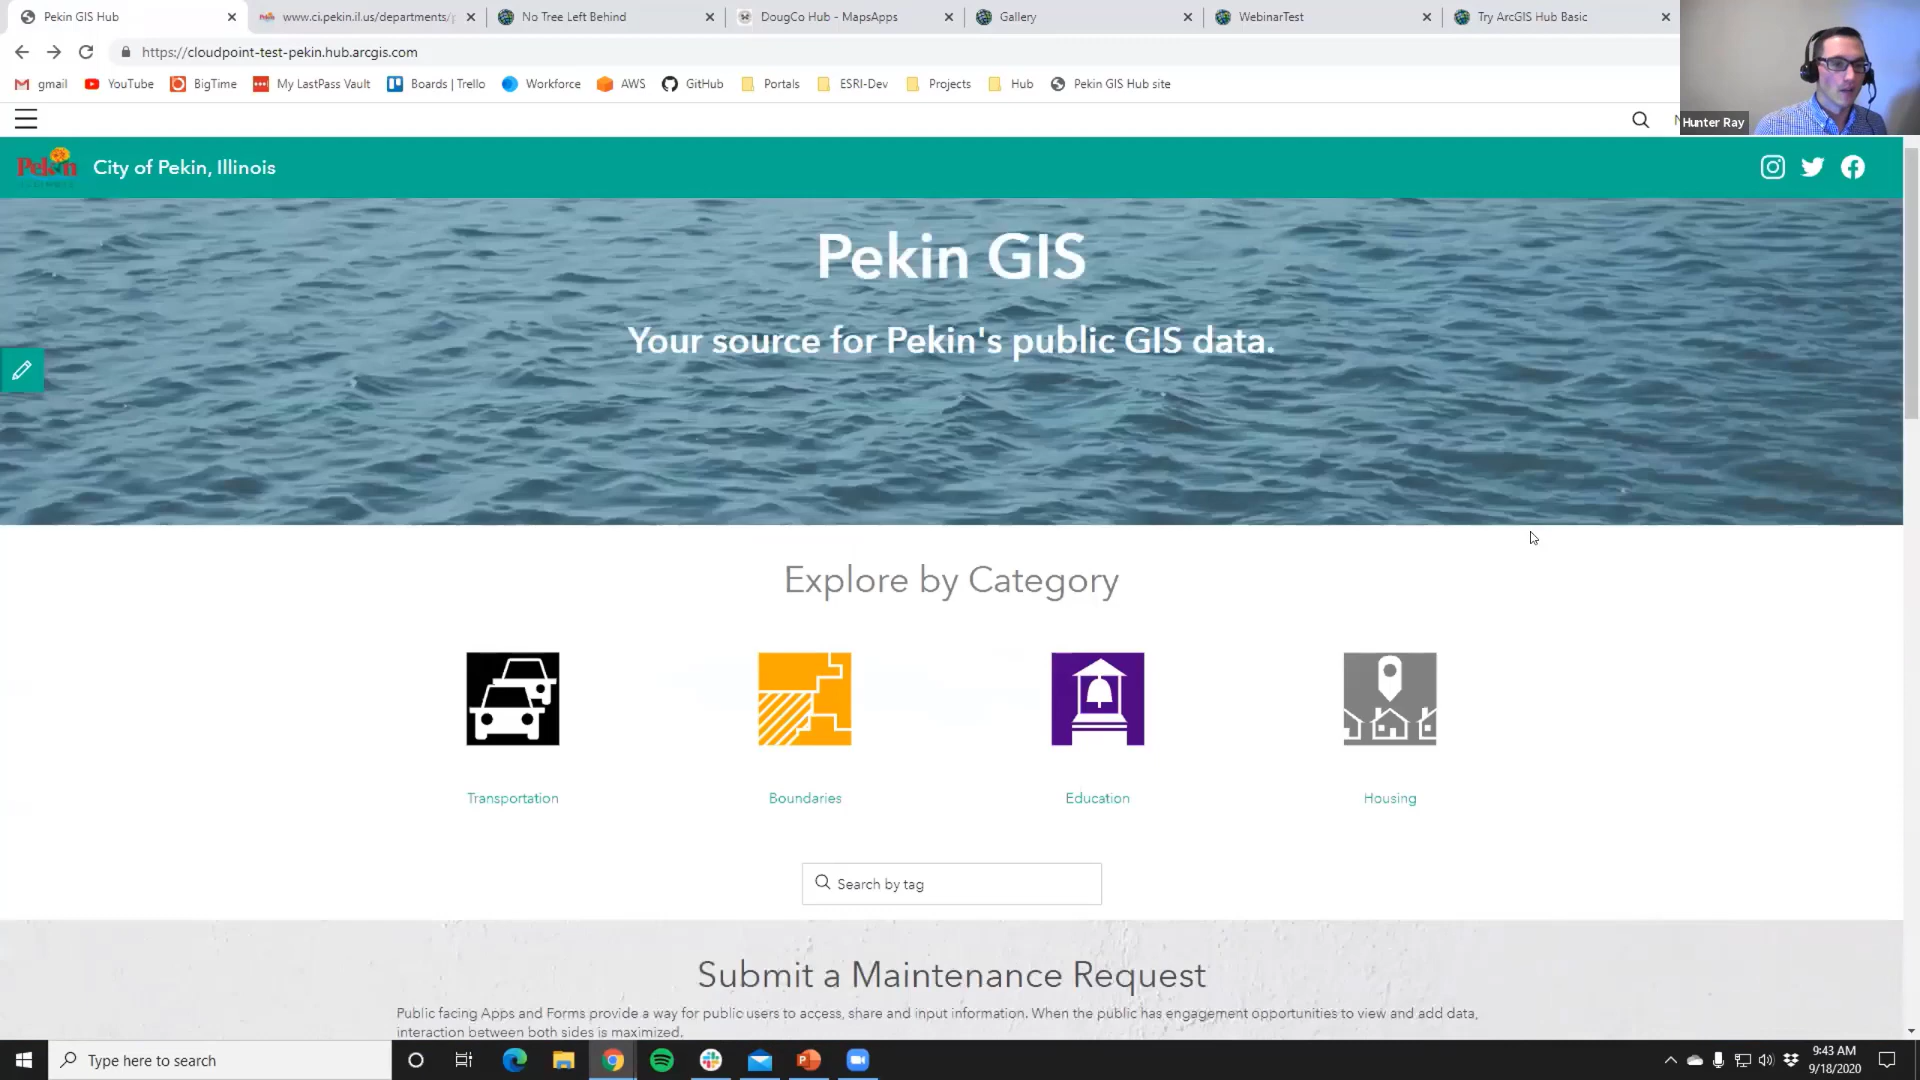 Pekin GIS Hub
www.ci.pekin.il.us/departments/
No Tree Left Behind
DougCo Hub - MapsApps
Gallery
WebinarTest
Try ArcGIS Hub Basic
https://cloudpoint-test-pekin.hub.arcgis.com
gmail
YouTube
BigTime
My LastPass Vault
Boards | Trello
Workforce
AWS
GitHub
Portals
ESRI-Dev
Projects
Hub
Pekin GIS Hub site
Hunter Ray
Pekin
City of Pekin, Illinois
Pekin GIS
Your source for Pekin's public GIS data.
Explore by Category
Transportation
Boundaries
Education
Housing
Search by tag
Submit a Maintenance Request
Public facing Apps and Forms provide a way for public users to access, share and input information. When the public has engagement opportunities to view and add data,
interaction between both sides is maximized.
Type here to search
9:43 AM
9/18/2020